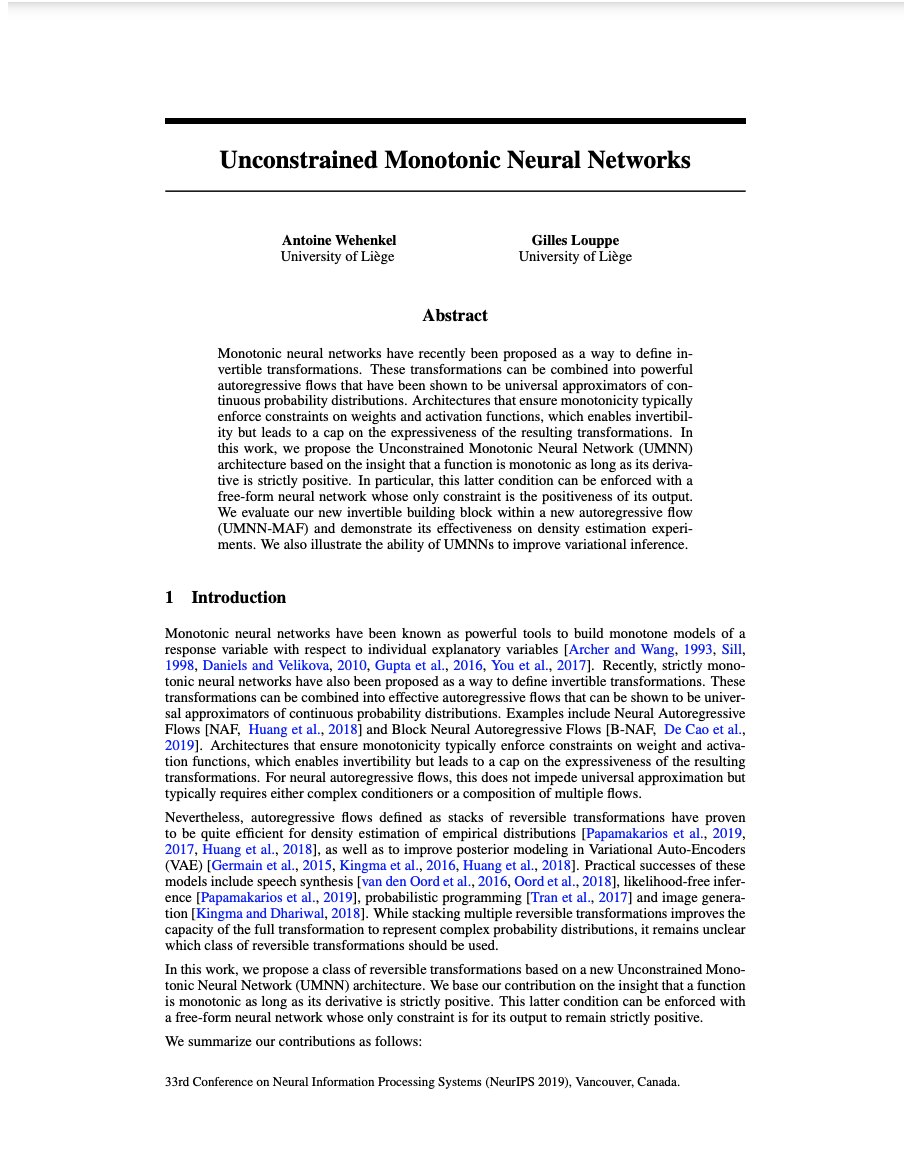 Unconstrained Monotonic Neural Networks
Antoine Wehenkel
University of Liège
Gilles Louppe
University of Liège
Abstract
Monotonic neural networks have recently been proposed as a way to define in-
vertible transformations. These transformations can be combined into powerful
autoregressive flows that have been shown to be universal approximators of con-
tinuous probability distributions. Architectures that ensure monotonicity typically
enforce constraints on weights and activation functions, which enables invertibil-
ity but leads to a cap on the expressiveness of the resulting transformations. In
this work, we propose the Unconstrained Monotonic Neural Network (UMNN)
architecture based on the insight that a function is monotonic as long as its deriva-
tive is strictly positive. In particular, this latter condition can be enforced with a
free-form neural network whose only constraint is the positiveness of its output.
We evaluate our new invertible building block within a new autoregressive flow
(UMNN-MAF) and demonstrate its effectiveness on density estimation experi-
ments. We also illustrate the ability of UMNNs to improve variational inference.
1 Introduction
Monotonic neural networks have been known as powerful tools to build monotone models of a
response variable with respect to individual explanatory variables [Archer and Wang, 1993, Sill,
1998, Daniels and Velikova, 2010, Gupta et al., 2016, You et al., 2017]. Recently, strictly mono-
tonic neural networks have also been proposed as a way to define invertible transformations. These
transformations can be combined into effective autoregressive flows that can be shown to be univer-
sal approximators of continuous probability distributions. Examples include Neural Autoregressive
Flows [NAF, Huang et al., 2018] and Block Neural Autoregressive Flows [B-NAF, De Cao et al.,
2019]. Architectures that ensure monotonicity typically enforce constraints on weight and activa-
tion functions, which enables invertibility but leads to a cap on the expressiveness of the resulting
transformations. For neural autoregressive flows, this does not impede universal approximation but
typically requires either complex conditioners or a composition of multiple flows.
Nevertheless, autoregressive flows defined as stacks of reversible transformations have proven
to be quite efficient for density estimation of empirical distributions [Papamakarios et al., 2019,
2017, Huang et al., 2018], as well as to improve posterior modeling in Variational Auto-Encoders
(VAE) [Germain et al., 2015, Kingma et al., 2016, Huang et al., 2018]. Practical successes of these
models include speech synthesis [van den Oord et al., 2016, Oord et al., 2018], likelihood-free infer-
ence [Papamakarios et al., 2019], probabilistic programming [Tran et al., 2017] and image genera-
tion [Kingma and Dhariwal, 2018]. While stacking multiple reversible transformations improves the
capacity of the full transformation to represent complex probability distributions, it remains unclear
which class of reversible transformations should be used.
In this work, we propose a class of reversible transformations based on a new Unconstrained Mono-
tonic Neural Network (UMNN) architecture. We base our contribution on the insight that a function
is monotonic as long as its derivative is strictly positive. This latter condition can be enforced with
a free-form neural network whose only constraint is for its output to remain strictly positive.
We summarize our contributions as follows:
33rd Conference on Neural Information Processing Systems (NeurIPS 2019), Vancouver, Canada.